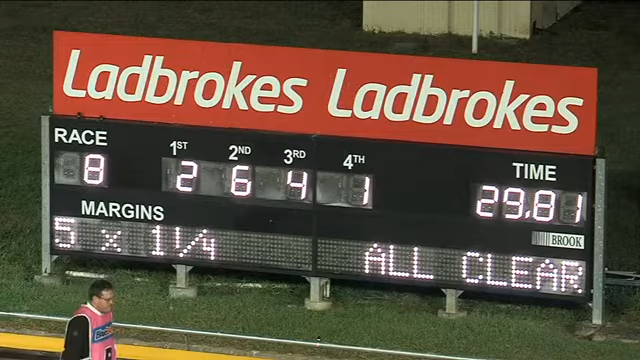 Ladbrokes Ladbrokes
RACE 1ST 2ND 3RD 4TH TIME
8 2 6 4 1 29.81
MARGINS BROOK
5 x 1¼ ALL CLEAR